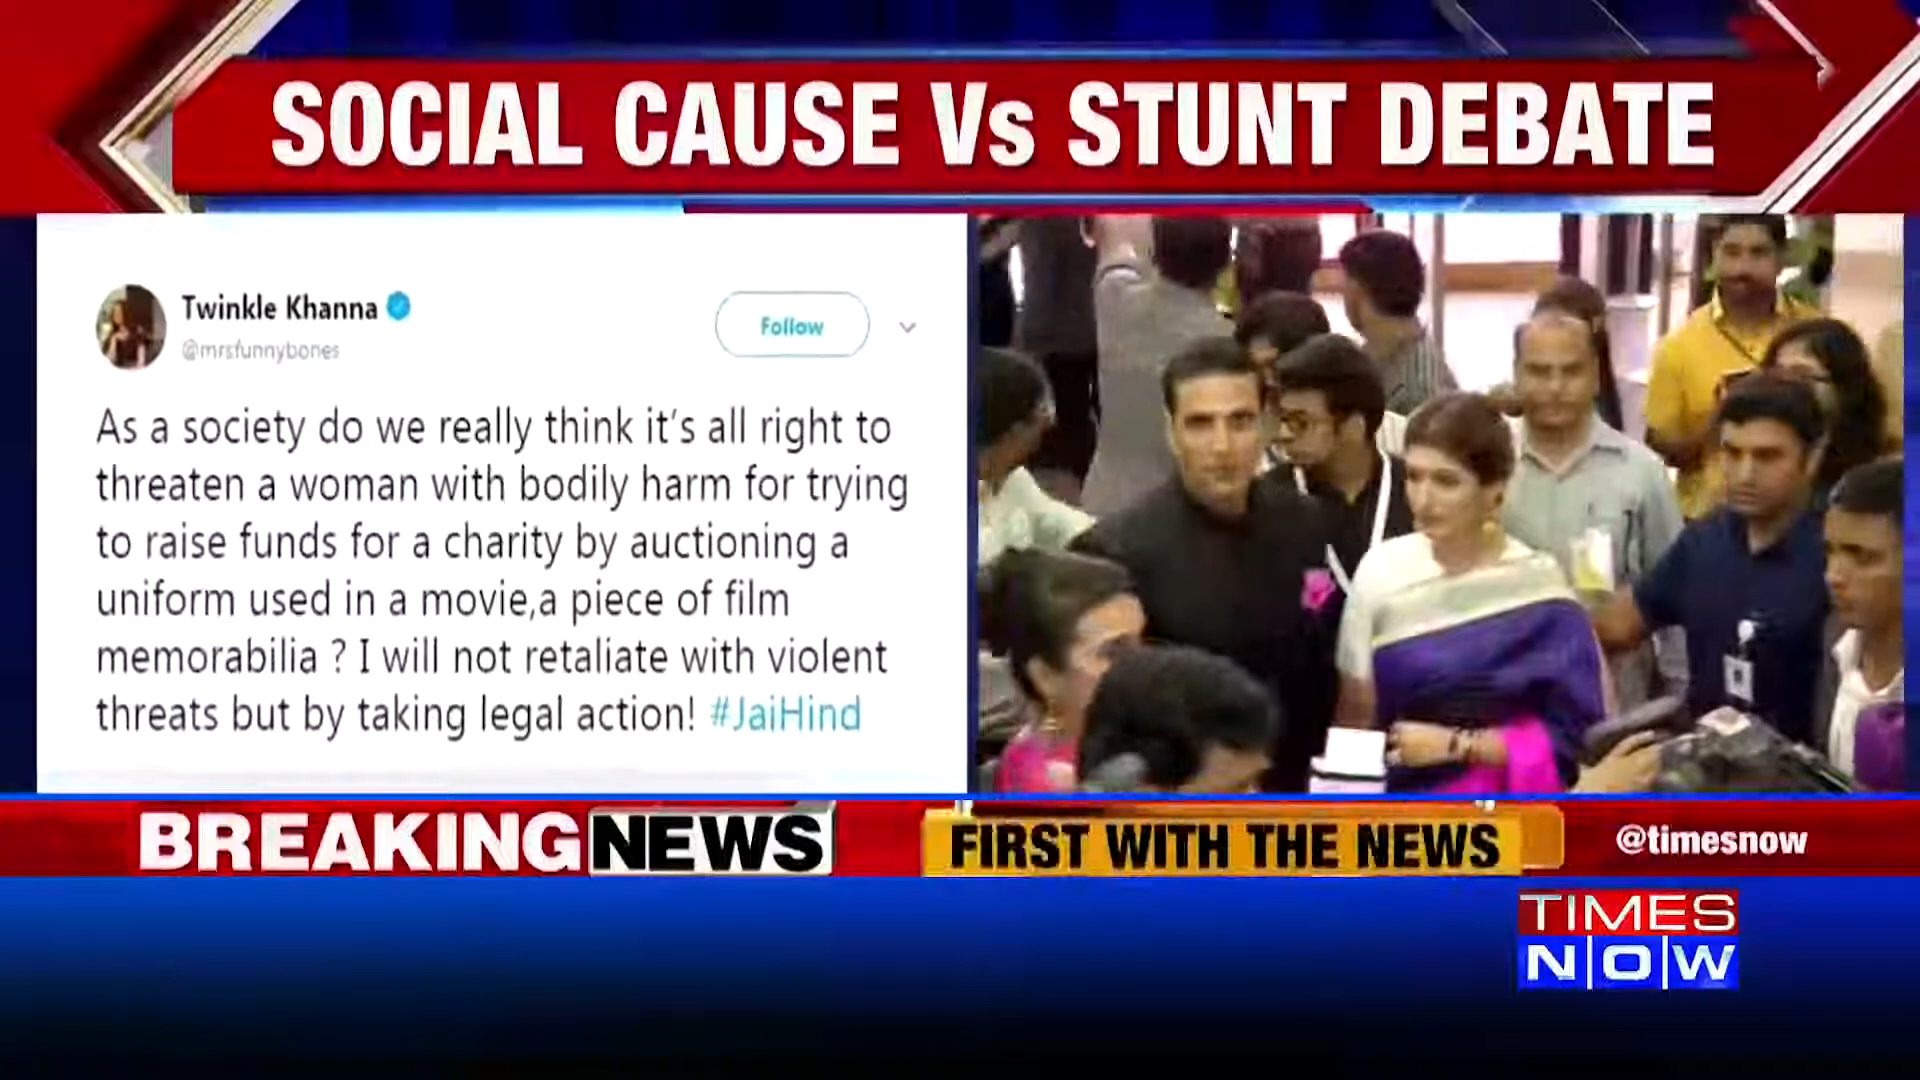 SOCIAL CAUSE Vs STUNT DEBATE
Twinkle Khanna
@mrsfunnybones
Follow
As a society do we really think it's all right to
threaten a woman with bodily harm for trying
to raise funds for a charity by auctioning a
uniform used in a movie,a piece of film
memorabilia ? I will not retaliate with violent
threats but by taking legal action! #JaiHind
BREAKING NEWS
FIRST WITH THE NEWS
@timesnow
TIMES
NOW